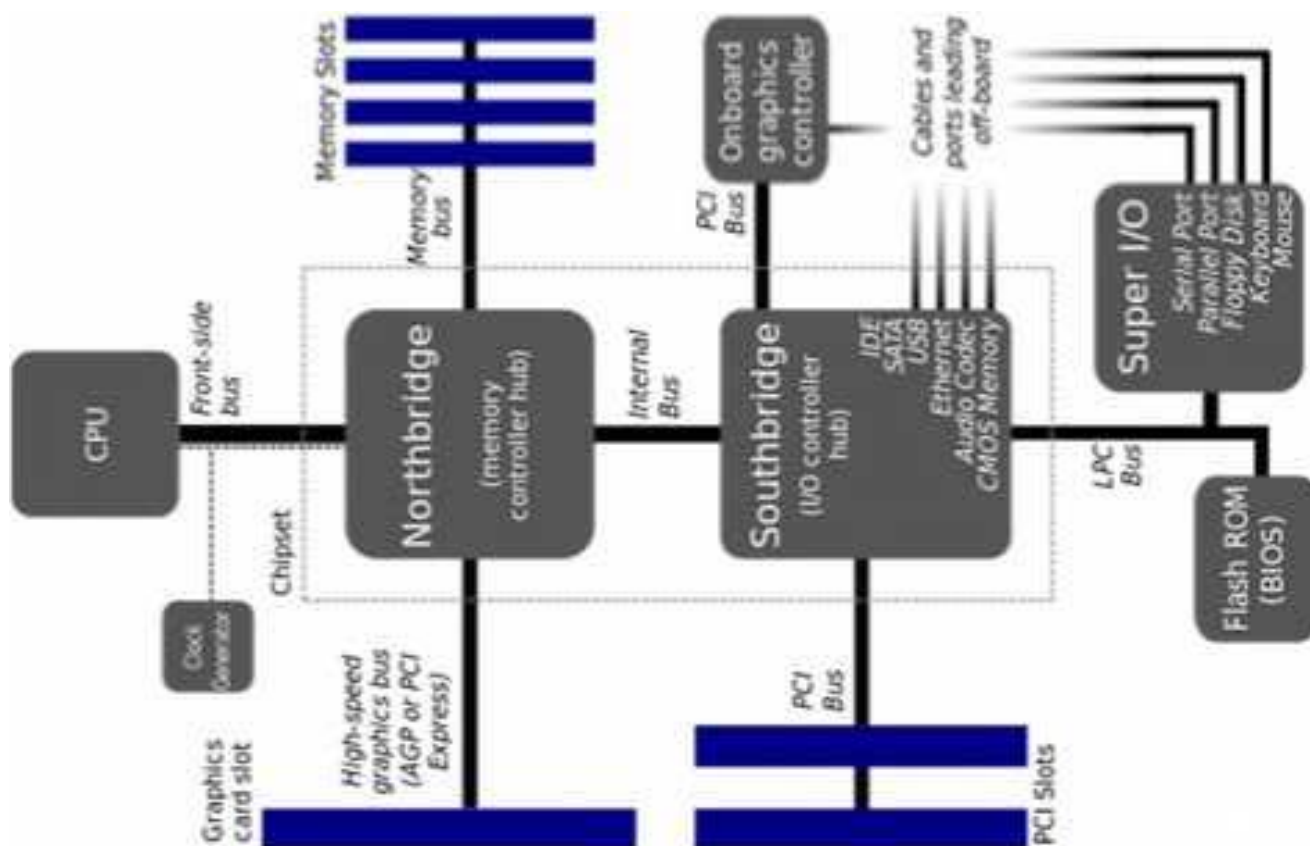 CPU
Front-side
bus
Clock
Generator
Chipset
Graphics
card slot
High-speed
graphics bus
(AGP or PCI
Express)
Northbridge
(memory
controller hub)
Memory
bus
Memory Slots
Internal
Bus
Southbridge
(I/O controller
hub)
IDE
SATA
USB
Ethernet
Audio Codec
CMOS Memory
PCI
Bus
Onboard
graphics
controller
Cables and
ports leading
off-board
PCI
Bus
PCI Slots
LPC
Bus
Super I/O
Serial Port
Parallel Port
Floppy Disk
Keyboard
Mouse
Flash ROM
(BIOS)